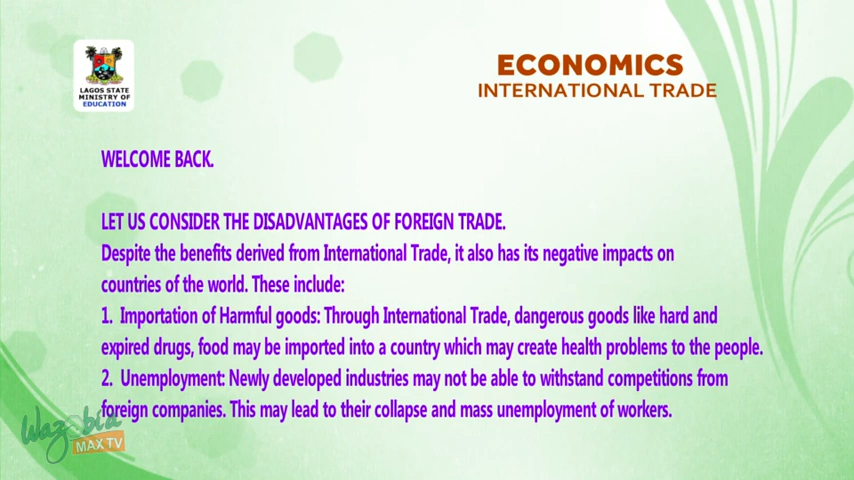 LAGOS STATE
MINISTRY OF
EDUCATION
ECONOMICS
INTERNATIONAL TRADE
WELCOME BACK.
LET US CONSIDER THE DISADVANTAGES OF FOREIGN TRADE.
Despite the benefits derived from International Trade, it also has its negative impacts on
countries of the world. These include:
1. Importation of Harmful goods: Through International Trade, dangerous goods like hard and
expired drugs, food may be imported into a country which may create health problems to the people.
2. Unemployment: Newly developed industries may not be able to withstand competitions from
foreign companies. This may lead to their collapse and mass unemployment of workers.
Wazobia
MAX TV